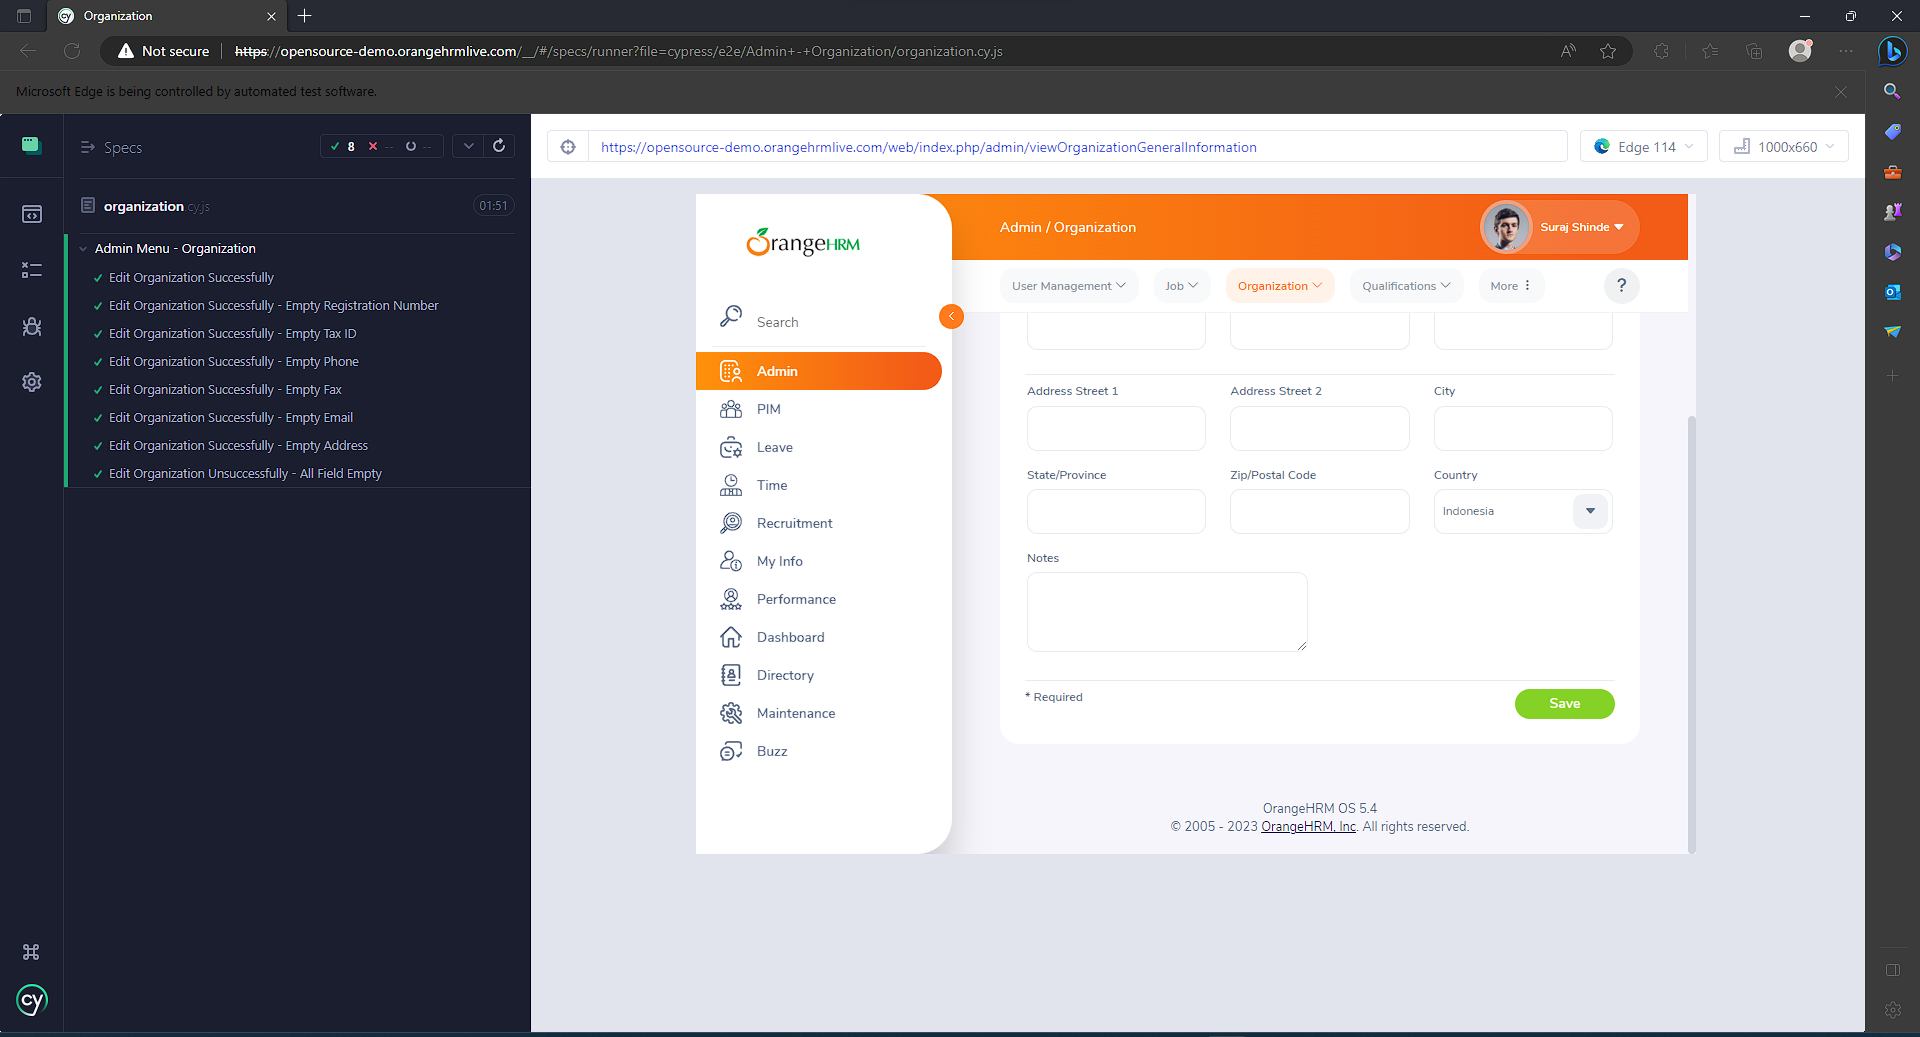 Organization
Not secure
https://opensource-demo.orangehrmlive.com/__/#/specs/runner?file=cypress/e2e/Admin+-+Organization/organization.cy.js
Microsoft Edge is being controlled by automated test software.
Specs
8 -- --
organization.cy.js 01:51
Admin Menu - Organization
Edit Organization Successfully
Edit Organization Successfully - Empty Registration Number
Edit Organization Successfully - Empty Tax ID
Edit Organization Successfully - Empty Phone
Edit Organization Successfully - Empty Fax
Edit Organization Successfully - Empty Email
Edit Organization Successfully - Empty Address
Edit Organization Unsuccessfully - All Field Empty
cy
https://opensource-demo.orangehrmlive.com/web/index.php/admin/viewOrganizationGeneralInformation
Edge 114
1000x660
OrangeHRM
Search
Admin
PIM
Leave
Time
Recruitment
My Info
Performance
Dashboard
Directory
Maintenance
Buzz
Admin / Organization
Suraj Shinde
User Management
Job
Organization
Qualifications
More
?
Address Street 1
Address Street 2
City
State/Province
Zip/Postal Code
Country
Indonesia
Notes
* Required
Save
OrangeHRM OS 5.4
© 2005 - 2023 OrangeHRM, Inc. All rights reserved.